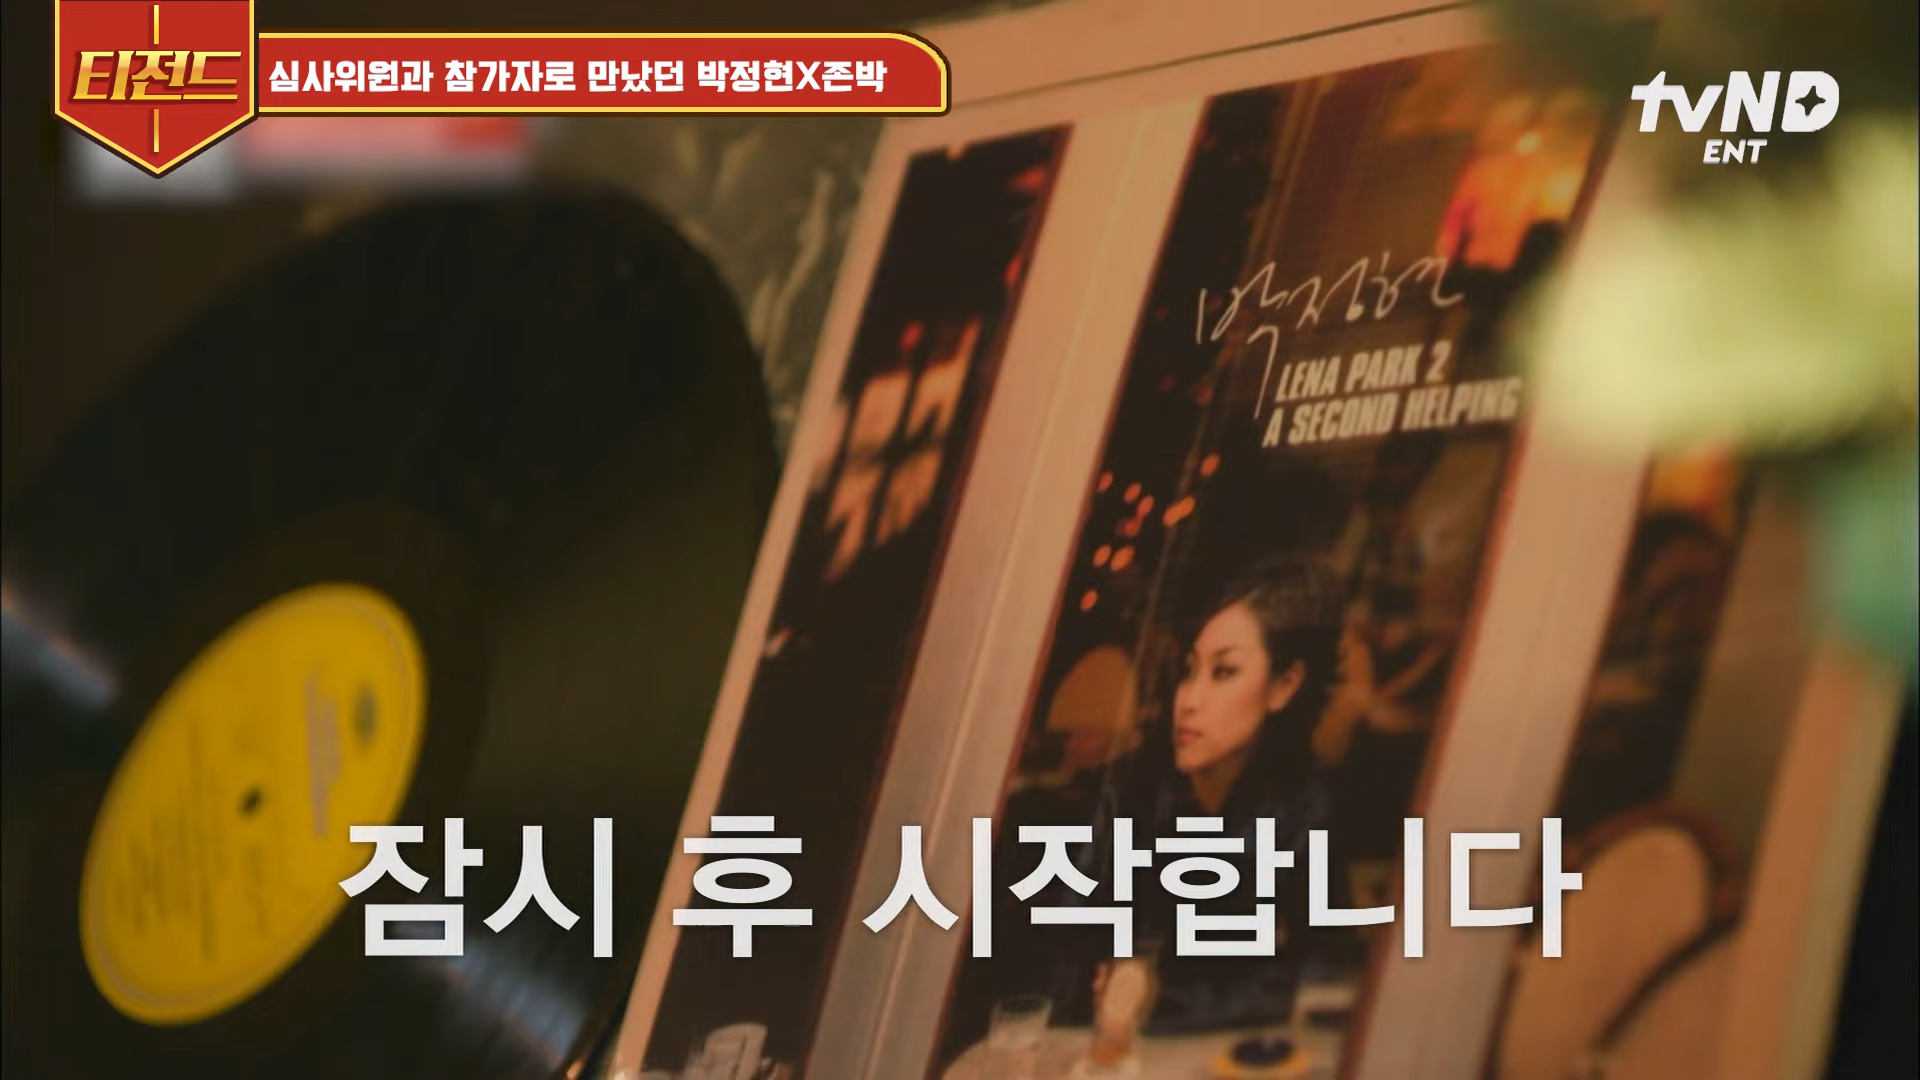 티전드
심사위원과 참가자로 만났던 박정현X존박
tvND
ENT
박정현
LENA PARK 2
A SECOND HELPING
잠시 후 시작합니다